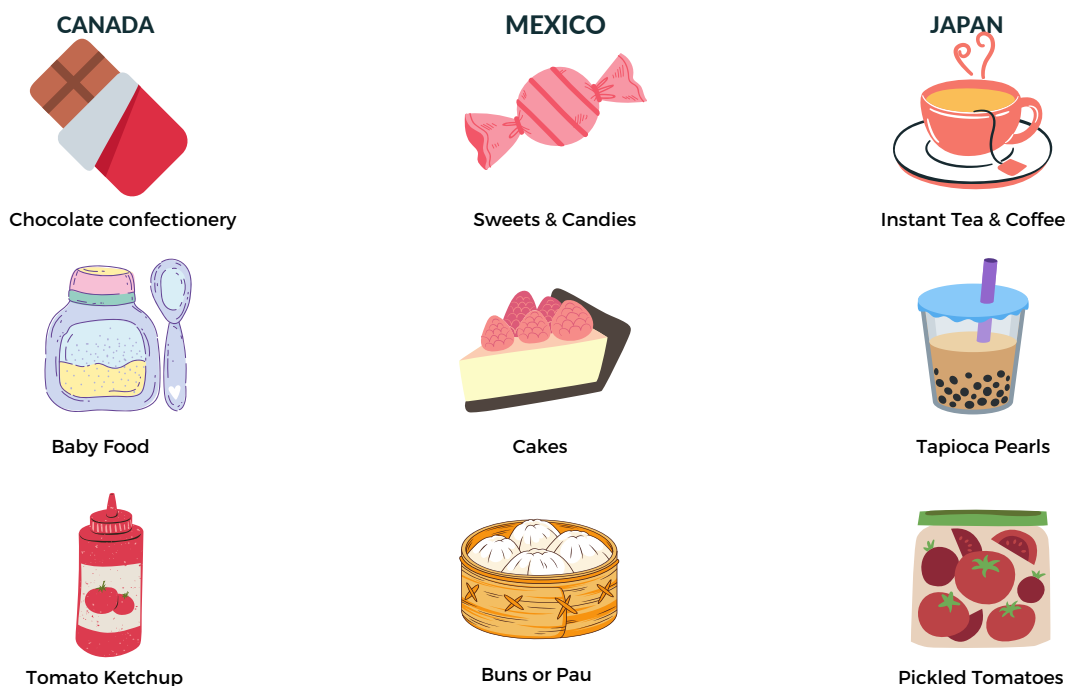 CANADA
MEXICO
JAPAN
Chocolate confectionery
Sweets & Candies
Instant Tea & Coffee
Baby Food
Cakes
Tapioca Pearls
Tomato Ketchup
Buns or Pau
Pickled Tomatoes